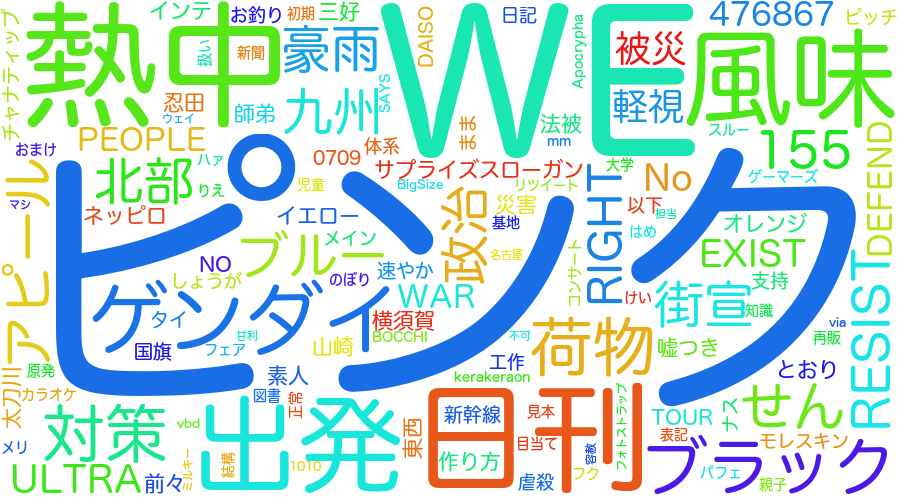 インテ
お釣り
初期
三好
DAISO
日記
Apocrypha
476867
ピッチ
チャナティップ
熱中
扱い
新聞
豪雨
WE
被災
風味
忍田
ウェイ
師弟
九州
SAYS
軽視
スルー
PEOPLE
まま
法被
mm
155
DEFEND
おまけ
北部
ハァ
0709
体系
サプライズスローガン
大学
No
ゲーマーズ
マシ
りえ
児童
BigSize
リツイート
アピール
ピンク
ネッピロ
イエロー
政治
災害
基地
RIGHT
以下
担当
はめ
オレンジ
ブルー
メイン
名古屋
コンサート
EXIST
RESIST
NO
のぼり
速やか
しょうが
ゲンダイ
WAR
けい
街宣
支持
知識
タイ
甘利
横須賀
BOCCHI
不可
荷物
via
再販
国旗
フェア
山崎
嘘つき
原発
素人
工作
kerakeraon
とおり
太刀川
カラオケ
図書
正常
日刊
新幹線
見本
フォトストラップ
せん
対策
vbd
出発
東西
目当て
容赦
TOUR
ナス
表記
モレスキン
メリ
結構
1010
作り方
ブラック
ULTRA
前々
ミルキー
虐殺
フク
パフェ
親子